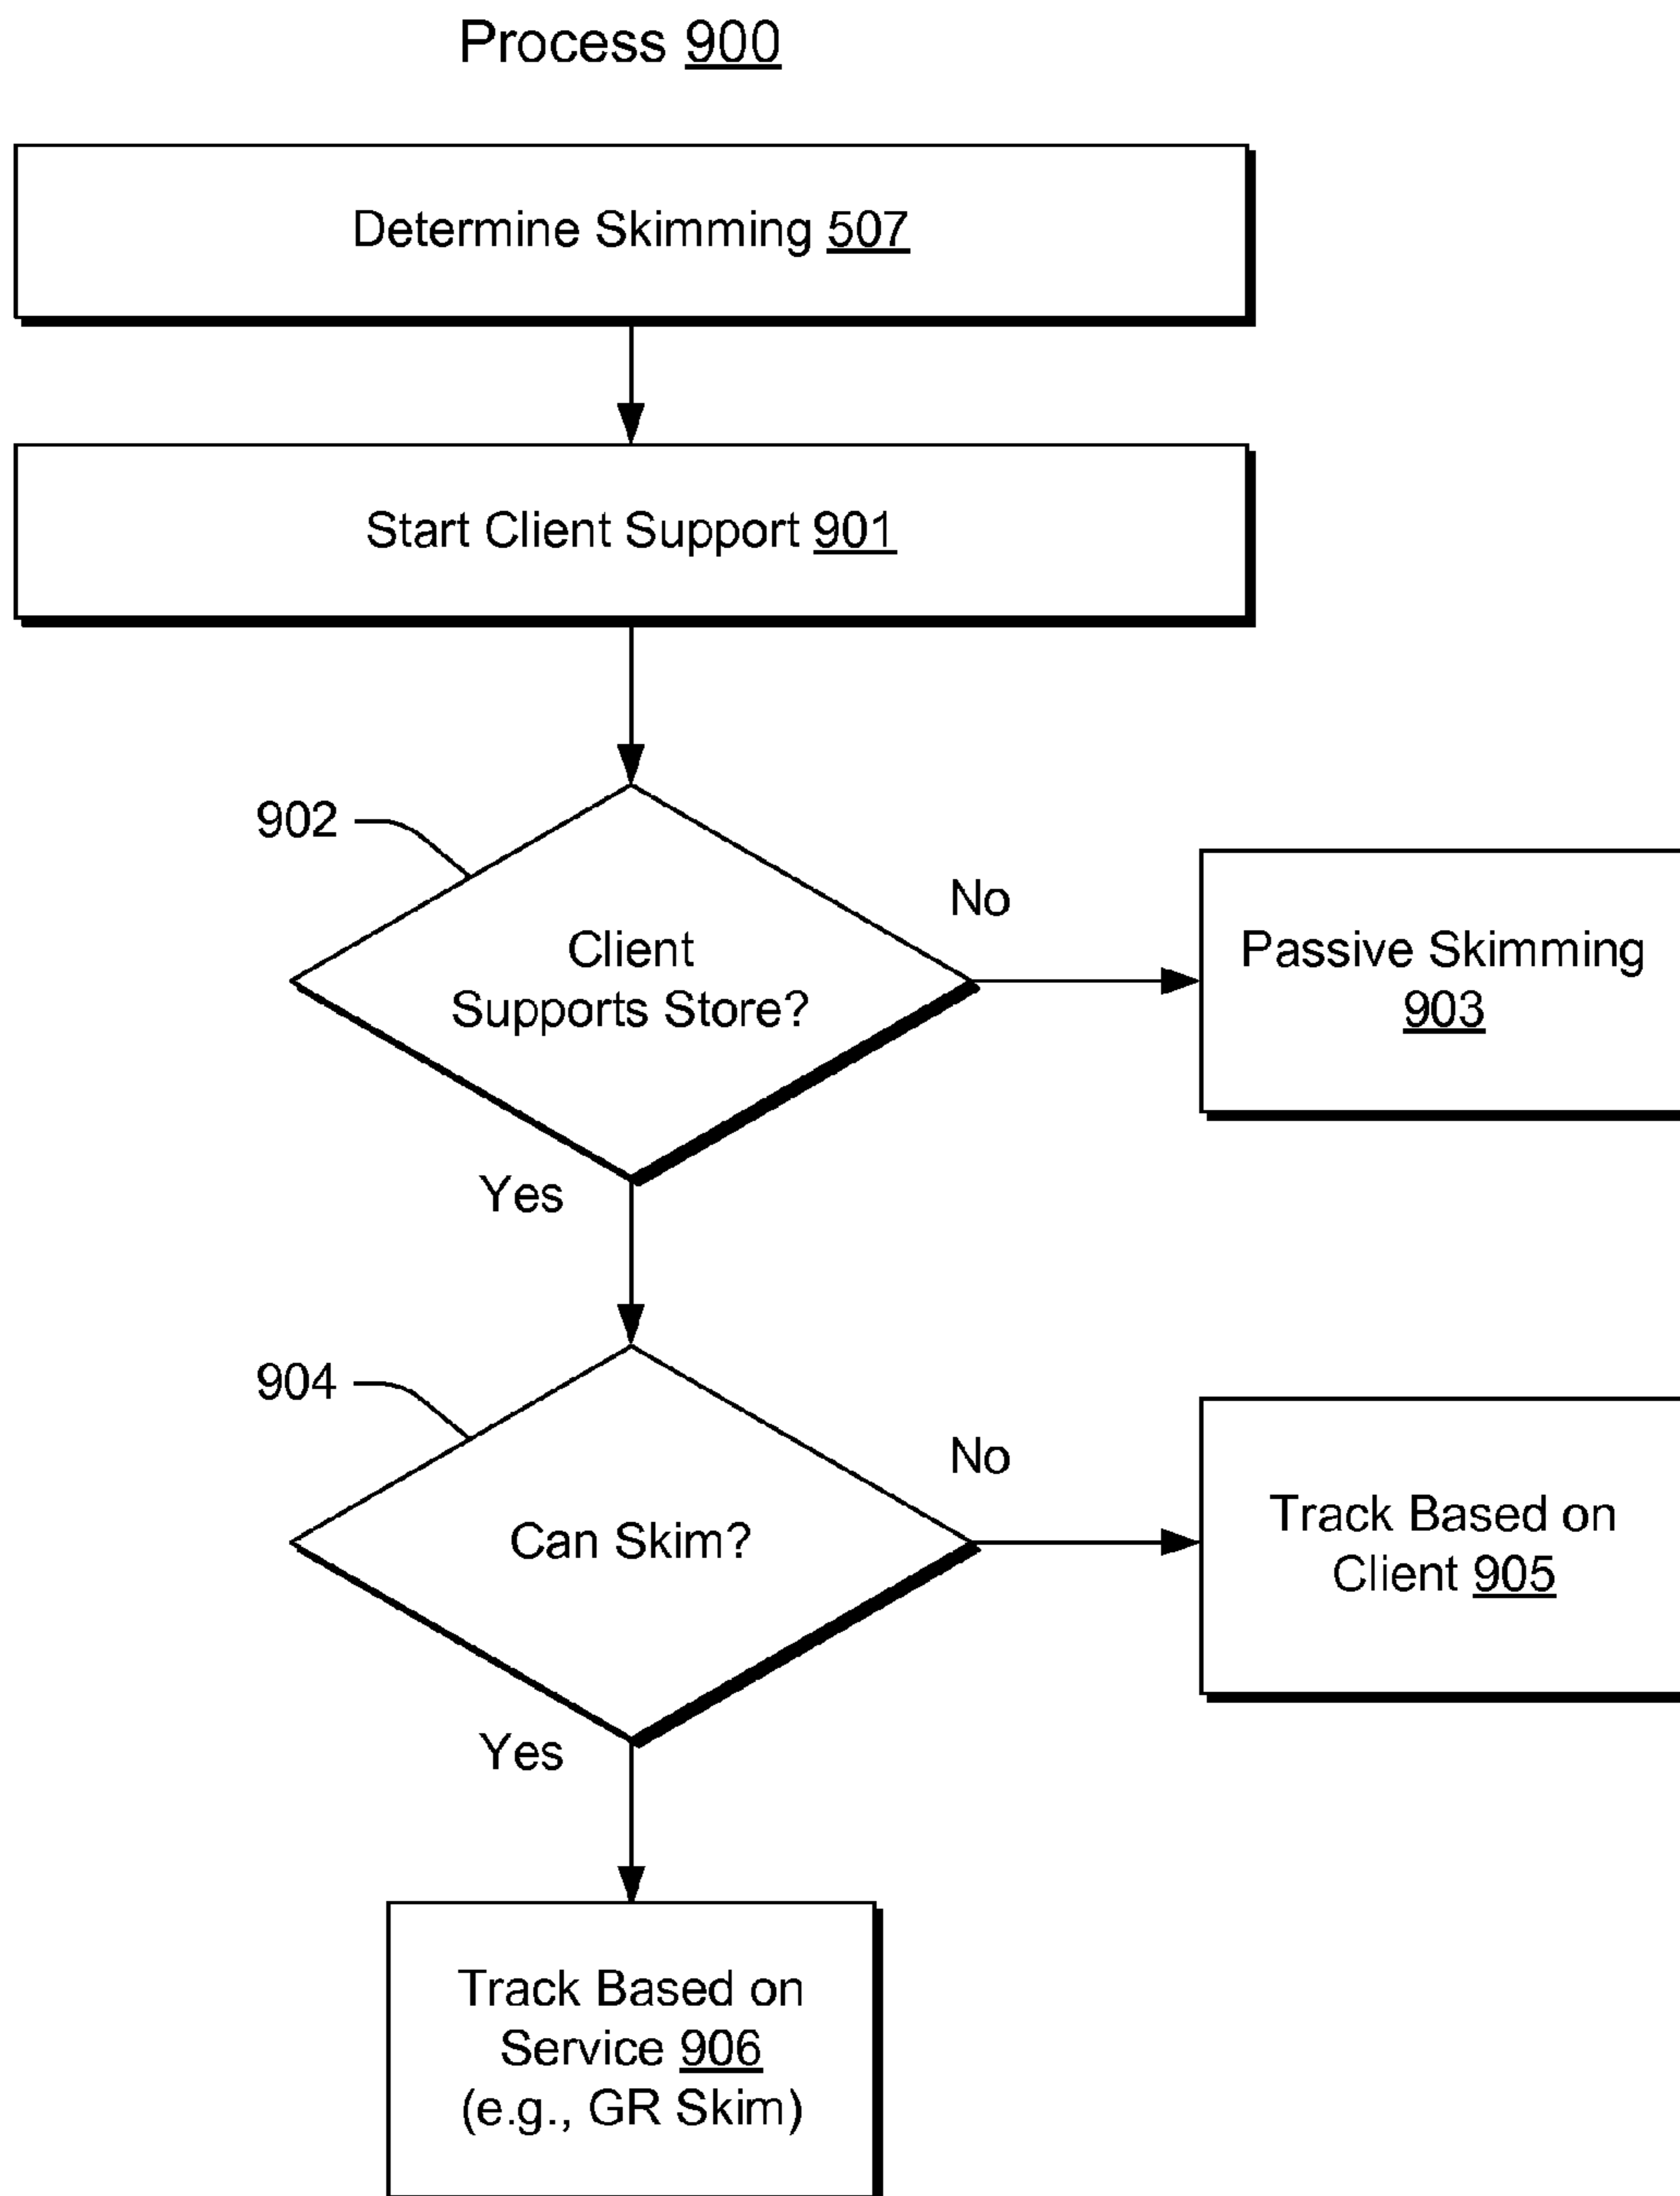 Process 900
Determine Skimming 507
Start Client Support 901
902
Client
Supports Store?
No
Passive Skimming
903
Yes
904
Can Skim?
No
Track Based on
Client 905
Yes
Track Based on
Service 906
(e.g., GR Skim)